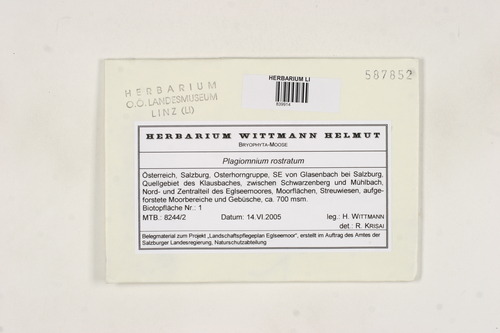 HERBARIUM
O.Ö. LANDESMUSEUM
LINZ (LI)
HERBARIUM LI
587852
HERBARIUM WITTMANN HELMUT
BRYOPHYTA-MOOSE
Plagiomnium rostratum
Österreich, Salzburg, Osterhorngruppe, SE von Glasenbach bei Salzburg,
Quellgebiet des Klausbaches, zwischen Schwarzenberg und Mühlbach,
Nord- und Zentralteil des Eglseemoores, Moorflächen, Streuwiesen, aufge-
forstete Moorbereiche und Gebüsche, ca. 700 msm.
Biotopfläche Nr.: 1
MTB.: 8244/2 Datum: 14.VI.2005 leg.: H. WITTMANN
det.: R. KRISAI
Belegmaterial zum Projekt „Landschaftspflegeplan Eglseemoor", erstellt im Auftrag des Amtes der
Salzburger Landesregierung, Naturschutzabteilung